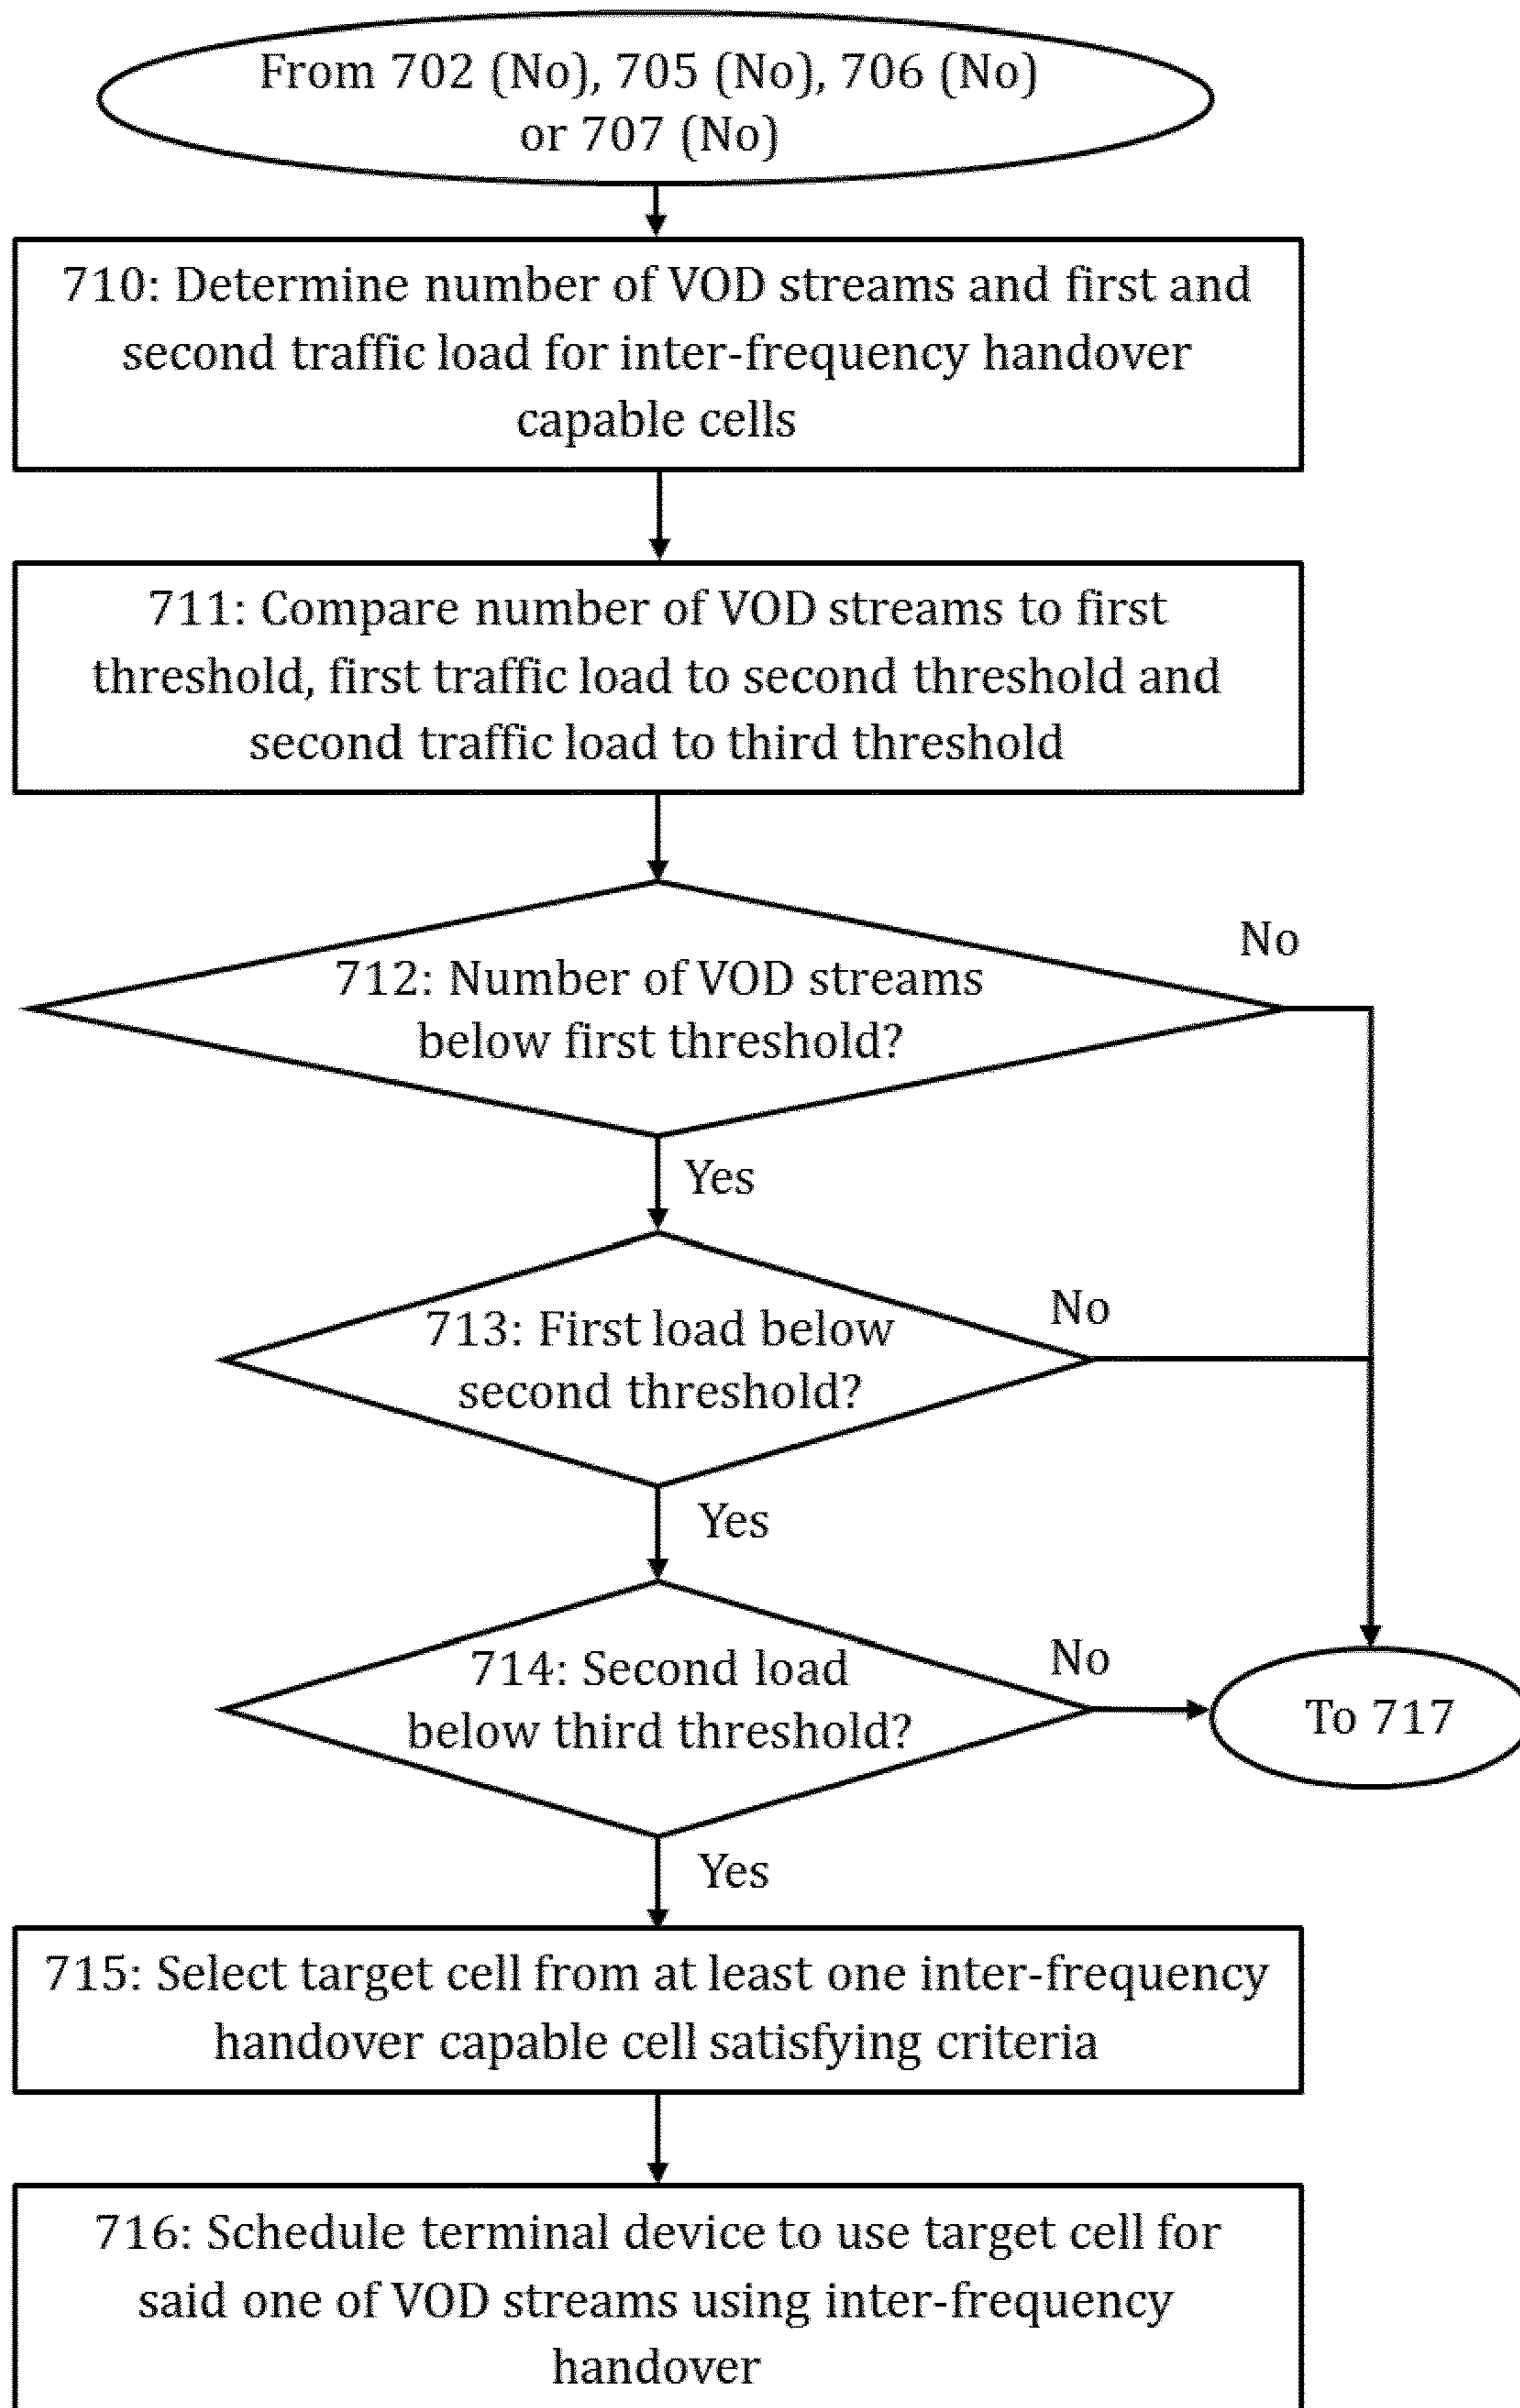 From 702 (No), 705 (No), 706 (No)
or 707 (No)
710: Determine number of VOD streams and first and
second traffic load for inter-frequency handover
capable cells
711: Compare number of VOD streams to first
threshold, first traffic load to second threshold and
second traffic load to third threshold
No
712: Number of VOD streams
below first threshold?
Yes
No
713: First load below
second threshold?
Yes
No
714: Second load
below third threshold?
To 717
Yes
715: Select target cell from at least one inter-frequency
handover capable cell satisfying criteria
716: Schedule terminal device to use target cell for
said one of VOD streams using inter-frequency
handover